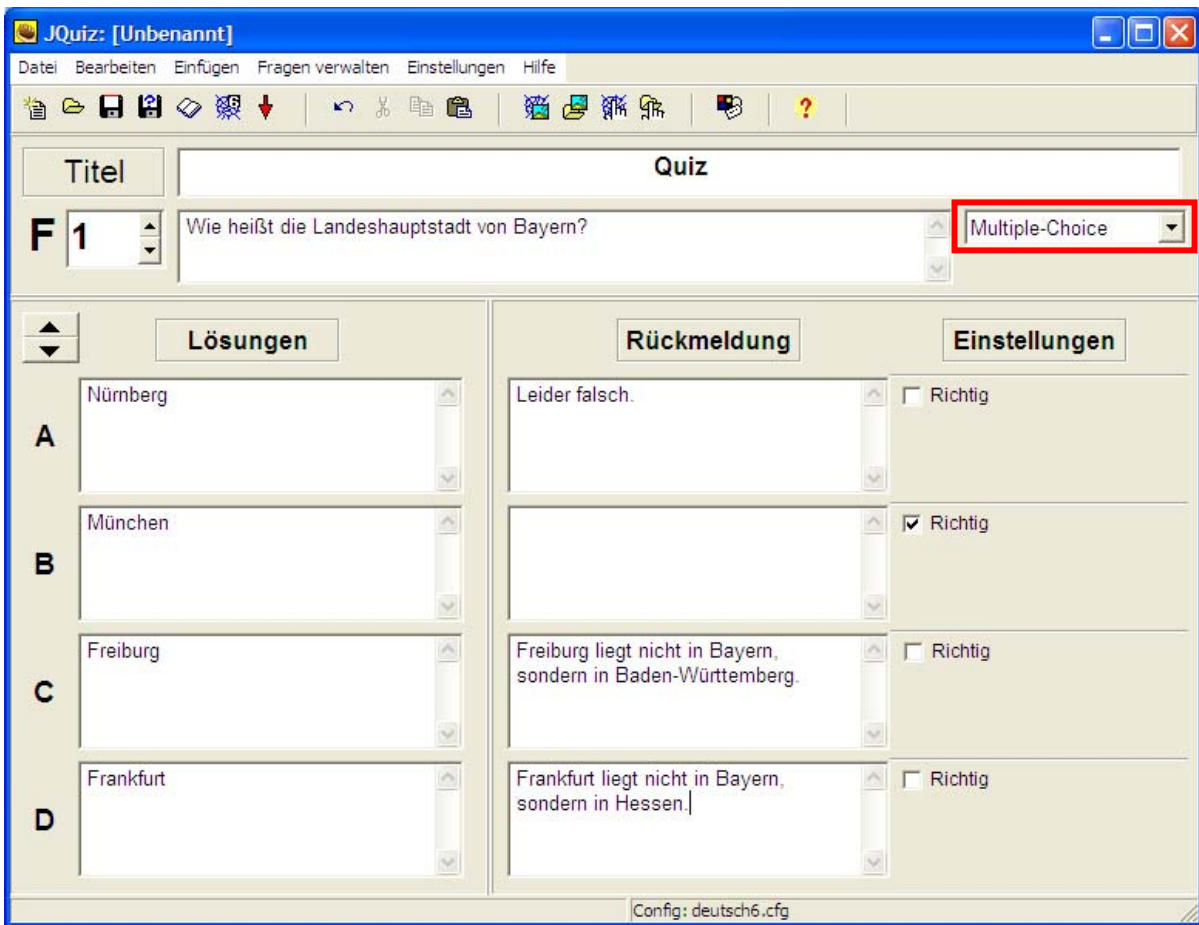 JQuiz: [Unbenannt]
Datei Bearbeiten Einfügen Fragen verwalten Einstellungen Hilfe
Titel
Quiz
F 1
Wie heißt die Landeshauptstadt von Bayern?
Multiple-Choice
Lösungen
Rückmeldung
Einstellungen
A
Nürnberg
Leider falsch.
Richtig
B
München
Richtig
C
Freiburg
Freiburg liegt nicht in Bayern,
sondern in Baden-Württemberg.
Richtig
D
Frankfurt
Frankfurt liegt nicht in Bayern,
sondern in Hessen.
Richtig
Config: deutsch6.cfg